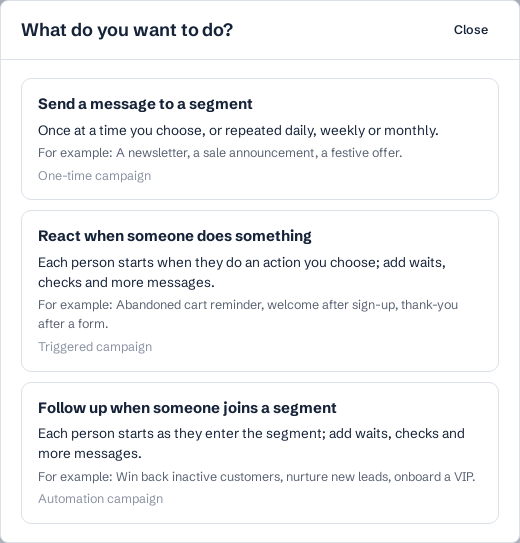 What do you want to do?
Close
Send a message to a segment
Once at a time you choose, or repeated daily, weekly or monthly.
For example: A newsletter, a sale announcement, a festive offer.
One-time campaign
React when someone does something
Each person starts when they do an action you choose; add waits,
checks and more messages.
For example: Abandoned cart reminder, welcome after sign-up, thank-you
after a form.
Triggered campaign
Follow up when someone joins a segment
Each person starts as they enter the segment; add waits, checks and
more messages.
For example: Win back inactive customers, nurture new leads, onboard a VIP.
Automation campaign